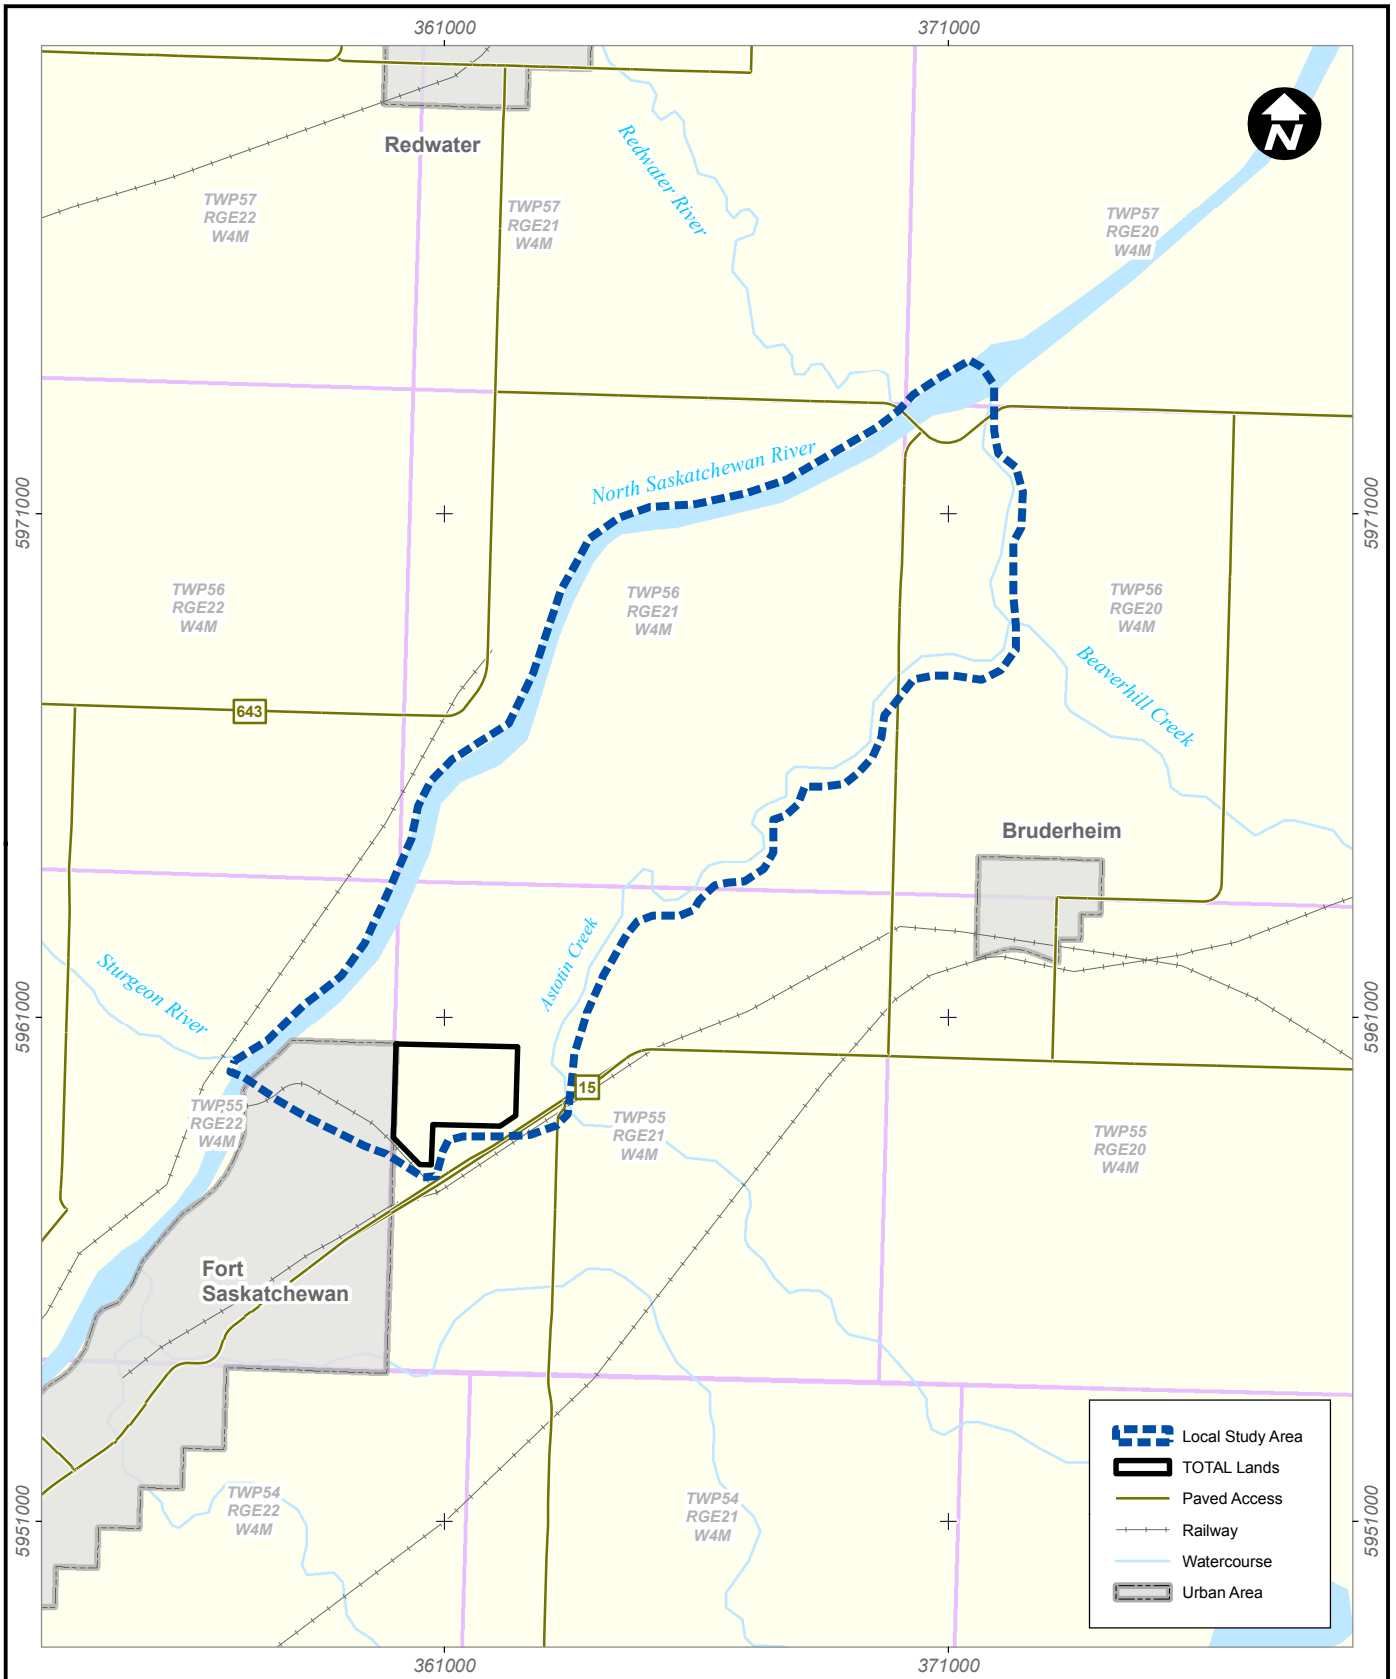 361000
371000
N
Redwater
Redwater River
TWP57
RGE22
W4M
TWP57
RGE21
W4M
TWP57
RGE20
W4M
North Saskatchewan River
5971000
5971000
TWP56
RGE22
W4M
TWP56
RGE21
W4M
TWP56
RGE20
W4M
Beaverhill Creek
643
Bruderheim
Sturgeon River
Astotin Creek
5961000
5961000
15
TWP55
RGE22
W4M
TWP55
RGE21
W4M
TWP55
RGE20
W4M
Fort
Saskatchewan
TWP54
RGE22
W4M
TWP54
RGE21
W4M
5951000
5951000
Local Study Area
TOTAL Lands
Paved Access
Railway
Watercourse
Urban Area
361000
371000